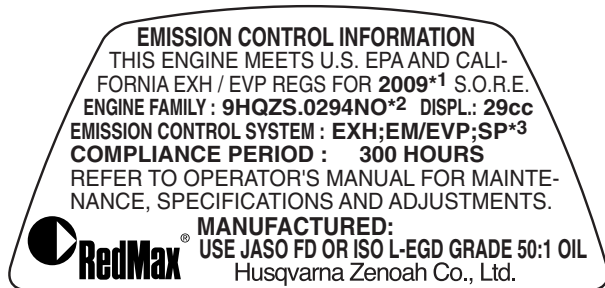 EMISSION CONTROL INFORMATION
THIS ENGINE MEETS U.S. EPA AND CALI-
FORNIA EXH / EVP REGS FOR 2009*1 S.O.R.E.
ENGINE FAMILY : 9HQZS.0294NO*2 DISPL.: 29cc
EMISSION CONTROL SYSTEM : EXH;EM/EVP;SP*3
COMPLIANCE PERIOD : 300 HOURS
REFER TO OPERATOR'S MANUAL FOR MAINTE-
NANCE, SPECIFICATIONS AND ADJUSTMENTS.
MANUFACTURED:
RedMax® USE JASO FD OR ISO L-EGD GRADE 50:1 OIL
Husqvarna Zenoah Co., Ltd.